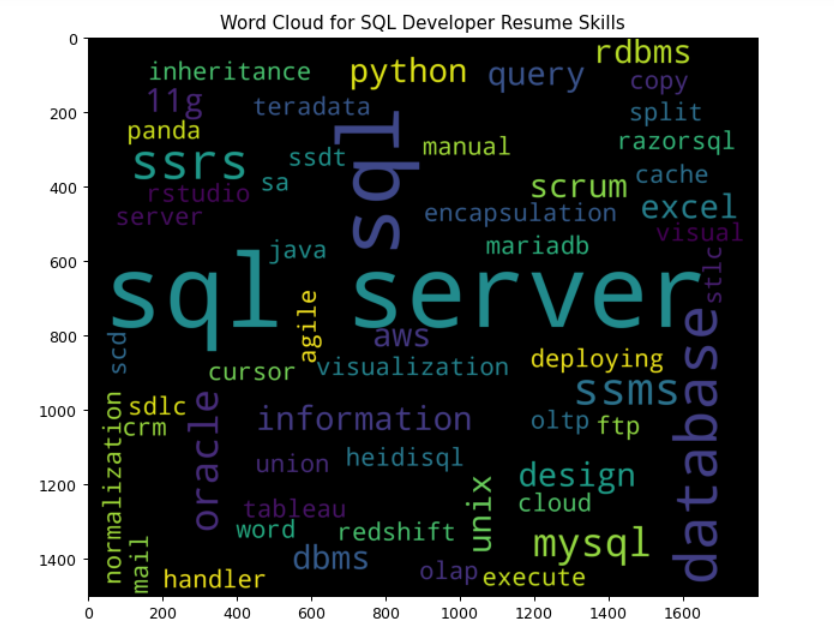 Word Cloud for SQL Developer Resume Skills
0
200
400
600
800
1000
1200
1400
inheritance
python
query
rdbms
copy
11g
teradata
split
panda
sql
manual
razorsql
ssrs
ssdt
sa
scrum
cache
rstudio
server
encapsulation
excel
java
mariadb
visual
stlc
sql server
agile
aws
database
scd
cursor
visualization
deploying
ssms
normalization
sdlc
crm
oracle
information
oltp
ftp
union
heidisql
unix
design
cloud
tableau
word
redshift
mysql
mail
dbms
handler
olap
execute
0
200
400
600
800
1000
1200
1400
1600